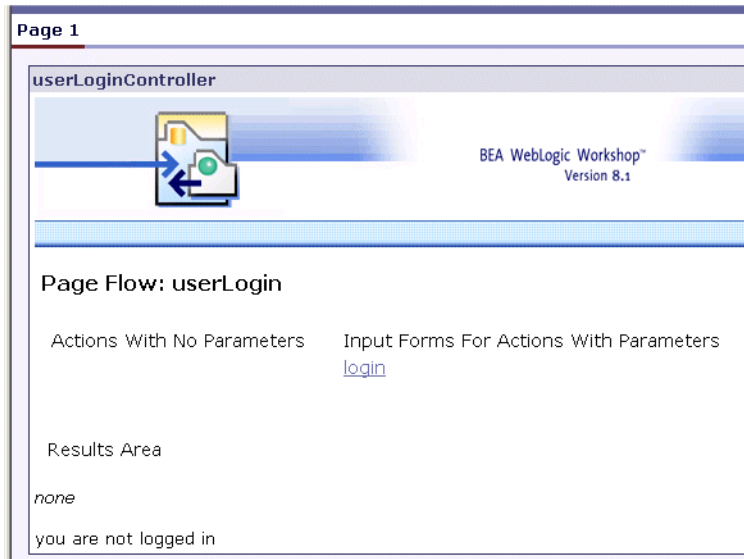 Page 1
userLoginController
BEA WebLogic Workshop™
Version 8.1
Page Flow: userLogin
Actions With No Parameters
Input Forms For Actions With Parameters
login
Results Area
none
you are not logged in